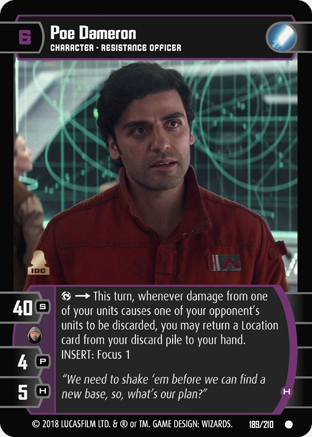 6 Poe Dameron
CHARACTER • RESISTANCE OFFICER
IDC
40 S
→ This turn, whenever damage from one
of your units causes one of your opponent's
units to be discarded, you may return a Location
card from your discard pile to your hand.
INSERT: Focus 1
4 P
5 H
"We need to shake 'em before we can find a
new base, so, what's our plan?"
H
© 2018 LUCASFILM LTD. & ® or TM. GAME DESIGN: WIZARDS. 189/210